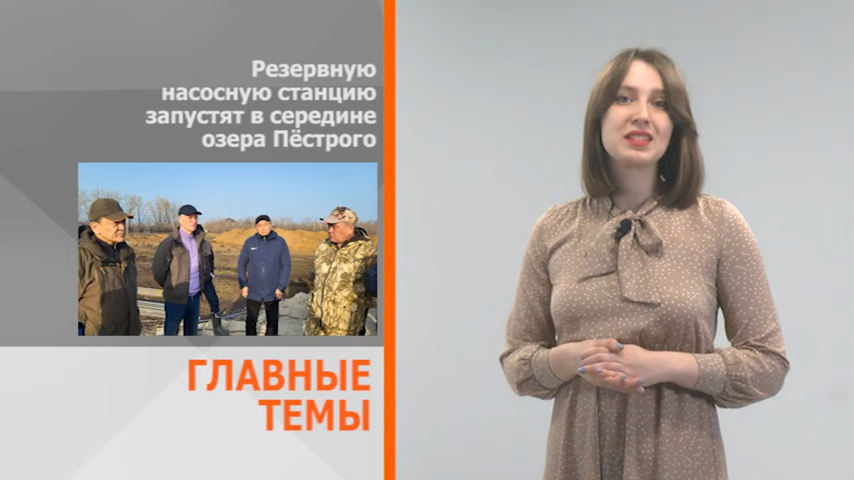 Резервную
насосную станцию
запустят в середине
озера Пёстрого
ГЛАВНЫЕ
ТЕМЫ